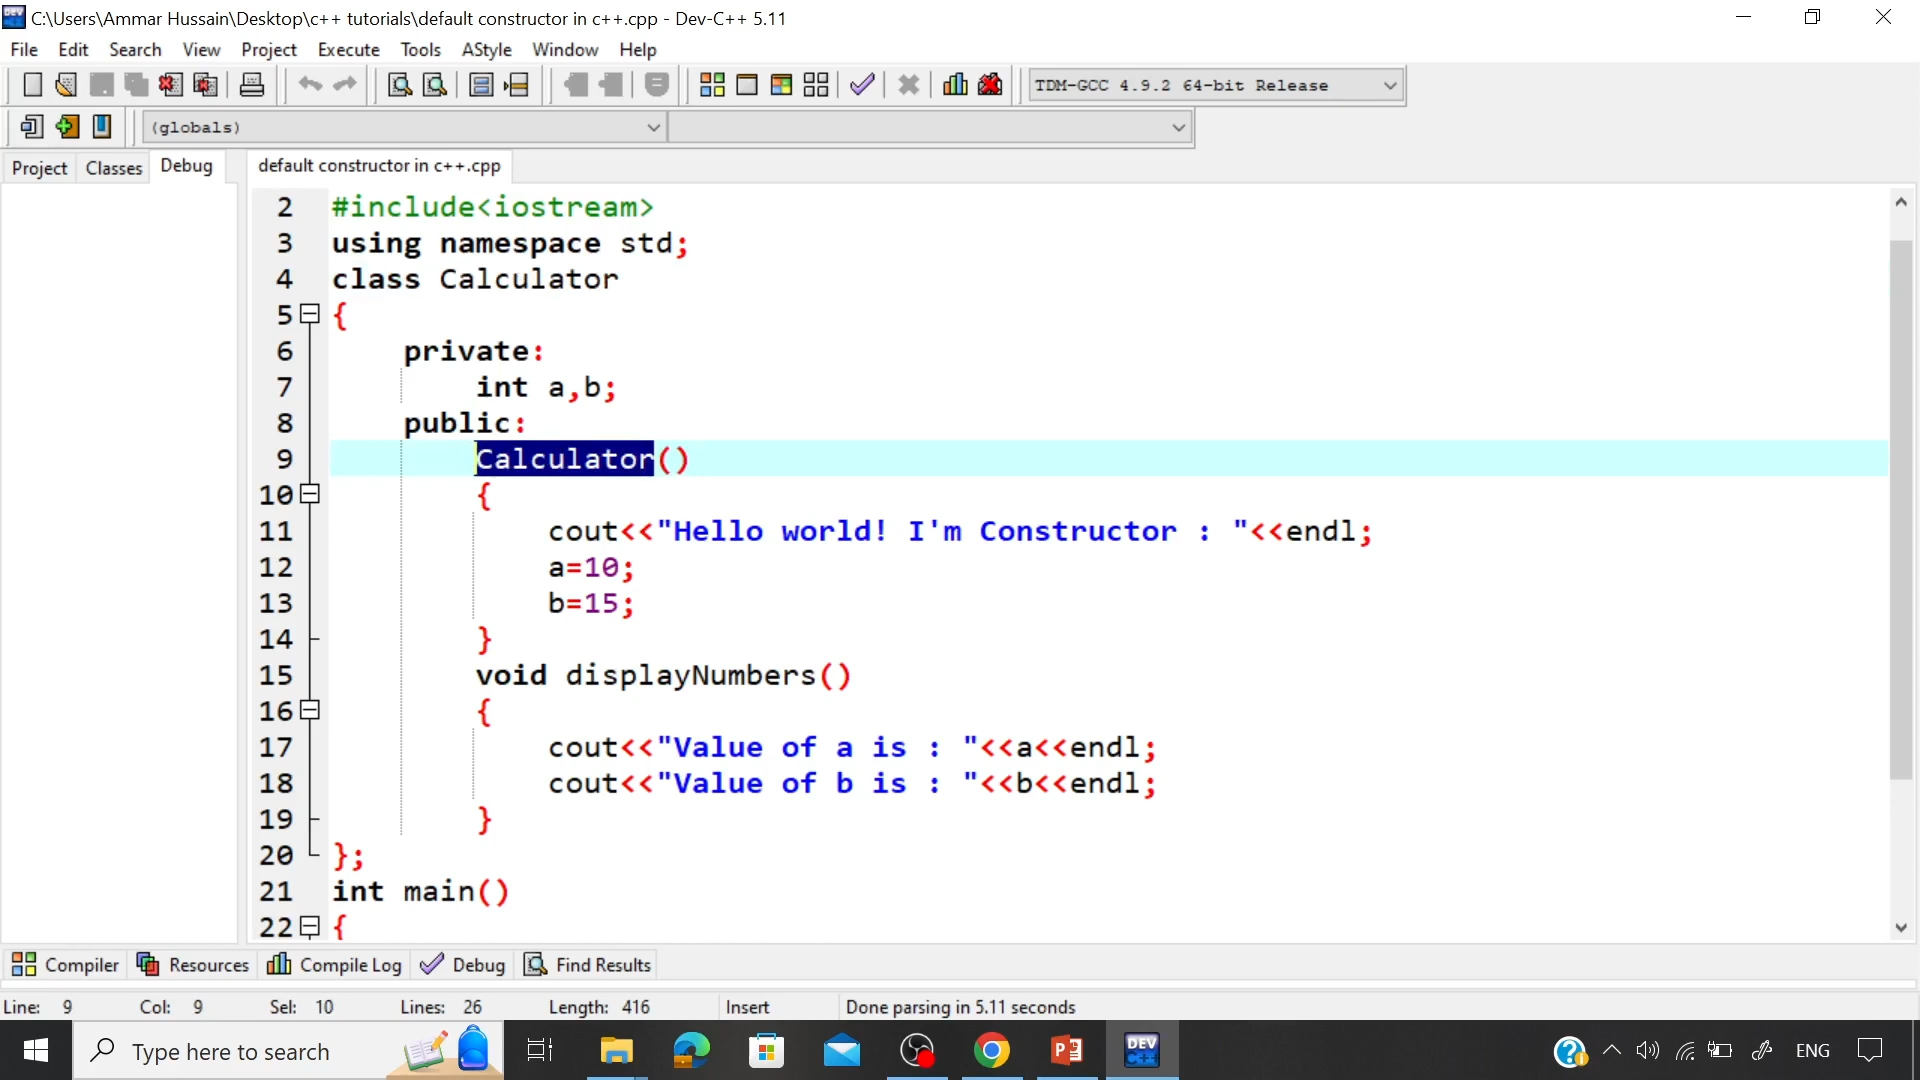 C:\Users\Ammar Hussain\Desktop\c++ tutorials\default constructor in c++.cpp - Dev-C++ 5.11
File Edit Search View Project Execute Tools AStyle Window Help
TDM-GCC 4.9.2 64-bit Release
(globals)
Project Classes Debug default constructor in c++.cpp
2 #include<iostream>
3 using namespace std;
4 class Calculator
5 {
6 private:
7 int a,b;
8 public:
9 Calculator()
10 {
11 cout<<"Hello world! I'm Constructor : "<<endl;
12 a=10;
13 b=15;
14 }
15 void displayNumbers()
16 {
17 cout<<"Value of a is : "<<a<<endl;
18 cout<<"Value of b is : "<<b<<endl;
19 }
20 };
21 int main()
22 {
Compiler Resources Compile Log Debug Find Results
Line: 9 Col: 9 Sel: 10 Lines: 26 Length: 416 Insert Done parsing in 5.11 seconds
Type here to search DEV C++ ENG